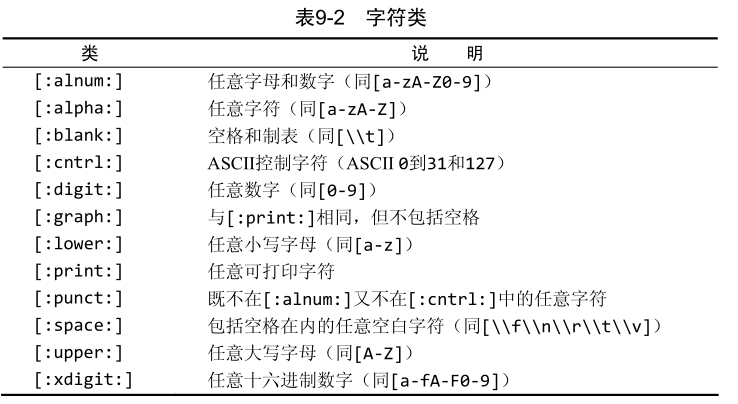 表9-2 字符类
类 说 明
[:alnum:] 任意字母和数字（同[a-zA-Z0-9]）
[:alpha:] 任意字符（同[a-zA-Z]）
[:blank:] 空格和制表（同[\\t]）
[:cntrl:] ASCII控制字符（ASCII 0到31和127）
[:digit:] 任意数字（同[0-9]）
[:graph:] 与[:print:]相同，但不包括空格
[:lower:] 任意小写字母（同[a-z]）
[:print:] 任意可打印字符
[:punct:] 既不在[:alnum:]又不在[:cntrl:]中的任意字符
[:space:] 包括空格在内的任意空白字符（同[\\f\\n\\r\\t\\v]）
[:upper:] 任意大写字母（同[A-Z]）
[:xdigit:] 任意十六进制数字（同[a-fA-F0-9]）